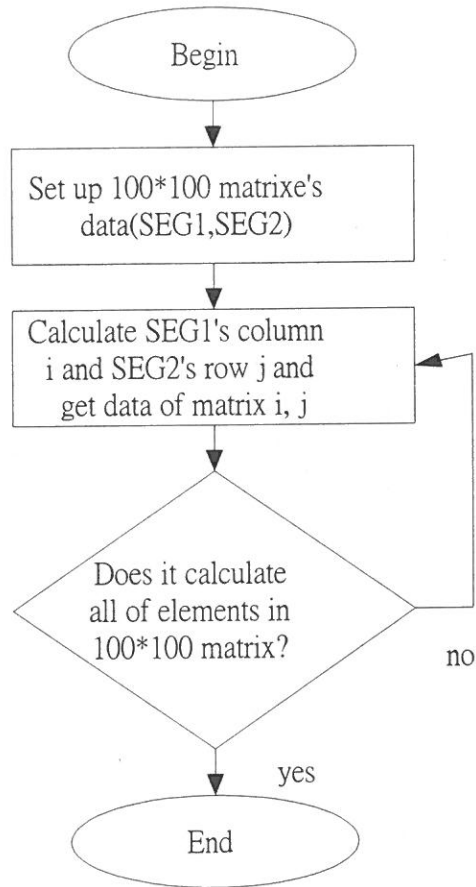 Begin
Set up 100*100 matrixe's
data(SEG1,SEG2)
Calculate SEG1's column
i and SEG2's row j and
get data of matrix i, j
Does it calculate
all of elements in
100*100 matrix?
no
yes
End